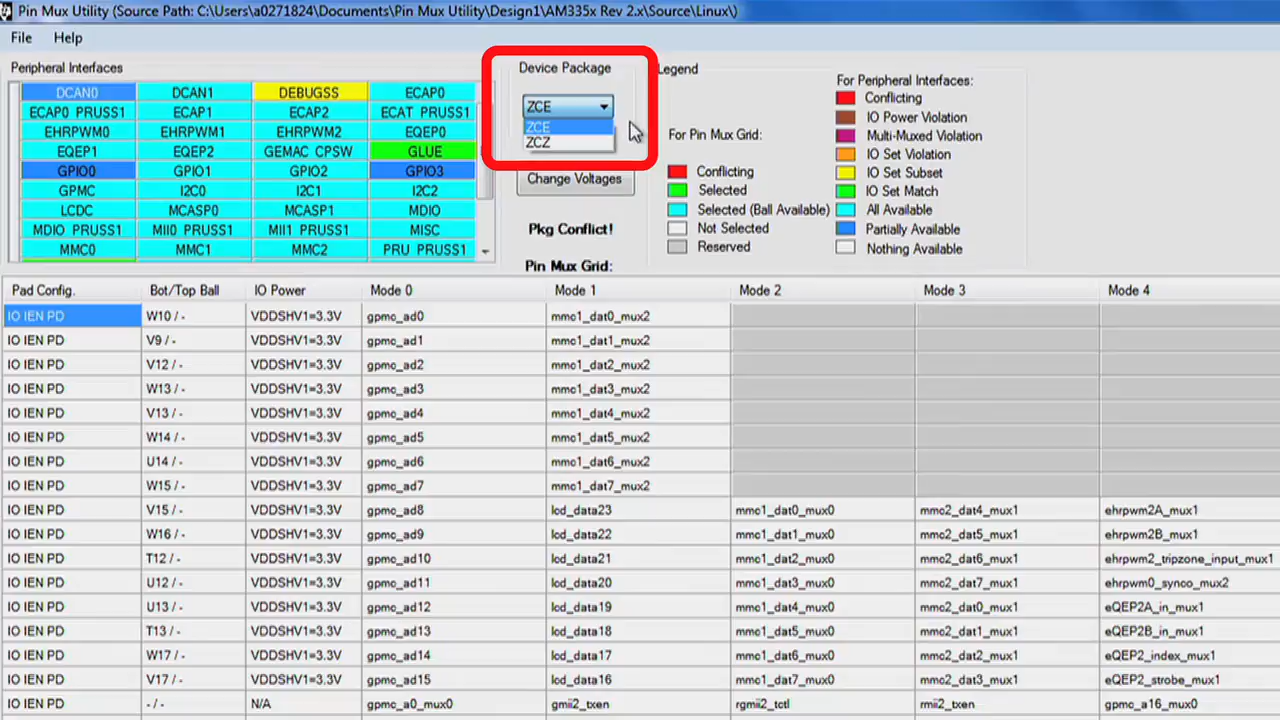 Pin Mux Utility (Source Path: C:\Users\a0271824\Documents\Pin Mux Utility\Design1\AM335x Rev 2.x\Source\Linux\)
File Help
Peripheral Interfaces
DCAN0 DCAN1 DEBUGSS ECAP0
ECAP0 PRUSS1 ECAP1 ECAP2 ECAT PRUSS1
EHRPWM0 EHRPWM1 EHRPWM2 EQEP0
EQEP1 EQEP2 GEMAC CPSW GLUE
GPIO0 GPIO1 GPIO2 GPIO3
GPMC I2C0 I2C1 I2C2
LCDC MCASP0 MCASP1 MDIO
MDIO PRUSS1 MII0 PRUSS1 MII1 PRUSS1 MISC
MMC0 MMC1 MMC2 PRU PRUSS1
Device Package
ZCE
ZCE
ZCZ
Change Voltages
Pkg Conflict!
Pin Mux Grid:
Legend
For Pin Mux Grid:
Conflicting
Selected
Selected (Ball Available)
Not Selected
Reserved
For Peripheral Interfaces:
Conflicting
IO Power Violation
Multi-Muxed Violation
IO Set Violation
IO Set Subset
IO Set Match
All Available
Partially Available
Nothing Available
Pad Config. Bot/Top Ball IO Power Mode 0 Mode 1 Mode 2 Mode 3 Mode 4
IO IEN PD W10 / - VDDSHV1=3.3V gpmc_ad0 mmc1_dat0_mux2
IO IEN PD V9 / - VDDSHV1=3.3V gpmc_ad1 mmc1_dat1_mux2
IO IEN PD V12 / - VDDSHV1=3.3V gpmc_ad2 mmc1_dat2_mux2
IO IEN PD W13 / - VDDSHV1=3.3V gpmc_ad3 mmc1_dat3_mux2
IO IEN PD V13 / - VDDSHV1=3.3V gpmc_ad4 mmc1_dat4_mux2
IO IEN PD W14 / - VDDSHV1=3.3V gpmc_ad5 mmc1_dat5_mux2
IO IEN PD U14 / - VDDSHV1=3.3V gpmc_ad6 mmc1_dat6_mux2
IO IEN PD W15 / - VDDSHV1=3.3V gpmc_ad7 mmc1_dat7_mux2
IO IEN PD V15 / - VDDSHV1=3.3V gpmc_ad8 lcd_data23 mmc1_dat0_mux0 mmc2_dat4_mux1 ehrpwm2A_mux1
IO IEN PD W16 / - VDDSHV1=3.3V gpmc_ad9 lcd_data22 mmc1_dat1_mux0 mmc2_dat5_mux1 ehrpwm2B_mux1
IO IEN PD T12 / - VDDSHV1=3.3V gpmc_ad10 lcd_data21 mmc1_dat2_mux0 mmc2_dat6_mux1 ehrpwm2_tripzone_input_mux1
IO IEN PD U12 / - VDDSHV1=3.3V gpmc_ad11 lcd_data20 mmc1_dat3_mux0 mmc2_dat7_mux1 ehrpwm0_synco_mux2
IO IEN PD U13 / - VDDSHV1=3.3V gpmc_ad12 lcd_data19 mmc1_dat4_mux0 mmc2_dat0_mux1 eQEP2A_in_mux1
IO IEN PD T13 / - VDDSHV1=3.3V gpmc_ad13 lcd_data18 mmc1_dat5_mux0 mmc2_dat1_mux1 eQEP2B_in_mux1
IO IEN PD W17 / - VDDSHV1=3.3V gpmc_ad14 lcd_data17 mmc1_dat6_mux0 mmc2_dat2_mux1 eQEP2_index_mux1
IO IEN PD V17 / - VDDSHV1=3.3V gpmc_ad15 lcd_data16 mmc1_dat7_mux0 mmc2_dat3_mux1 eQEP2_strobe_mux1
IO IEN PD - / - N/A gpmc_a0_mux0 gmii2_txen rgmii2_tctl rmii2_txen gpmc_a16_mux0